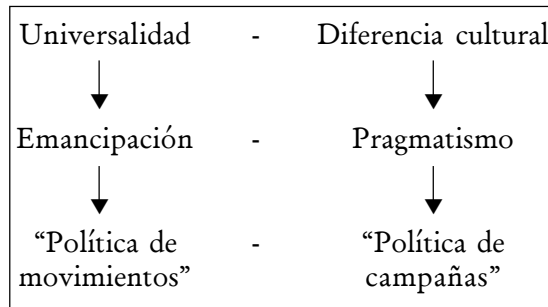 Universalidad - Diferencia cultural
Emancipación - Pragmatismo
“Política de movimientos” - “Política de campañas”